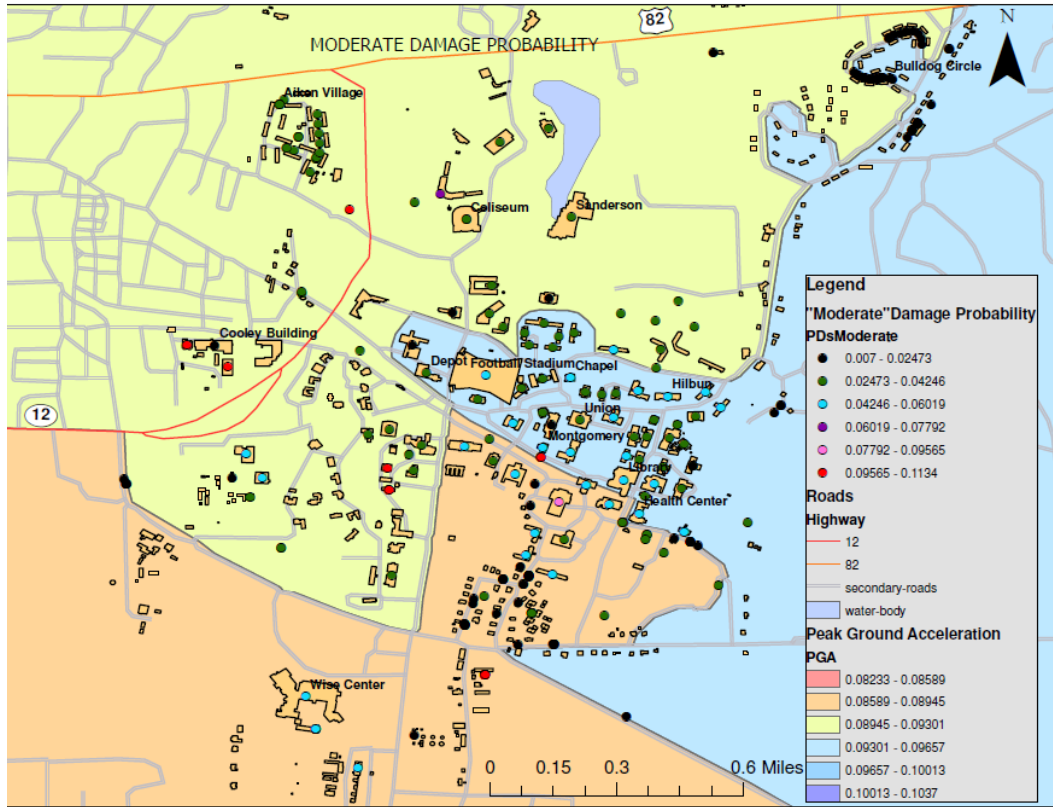 82
N
MODERATE DAMAGE PROBABILITY
Bulldog Circle
Aiken Village
Coliseum
Sanderson
Cooley Building
Depot
Football Stadium
Chapel
Hilbun
12
Union
Montgomery
Library
Health Center
Wise Center
0 0.15 0.3 0.6 Miles
Legend
"Moderate"Damage Probability
PDsModerate
0.007 - 0.02473
0.02473 - 0.04246
0.04246 - 0.06019
0.06019 - 0.07792
0.07792 - 0.09565
0.09565 - 0.1134
Roads
Highway
12
82
secondary-roads
water-body
Peak Ground Acceleration
PGA
0.08233 - 0.08589
0.08589 - 0.08945
0.08945 - 0.09301
0.09301 - 0.09657
0.09657 - 0.10013
0.10013 - 0.1037